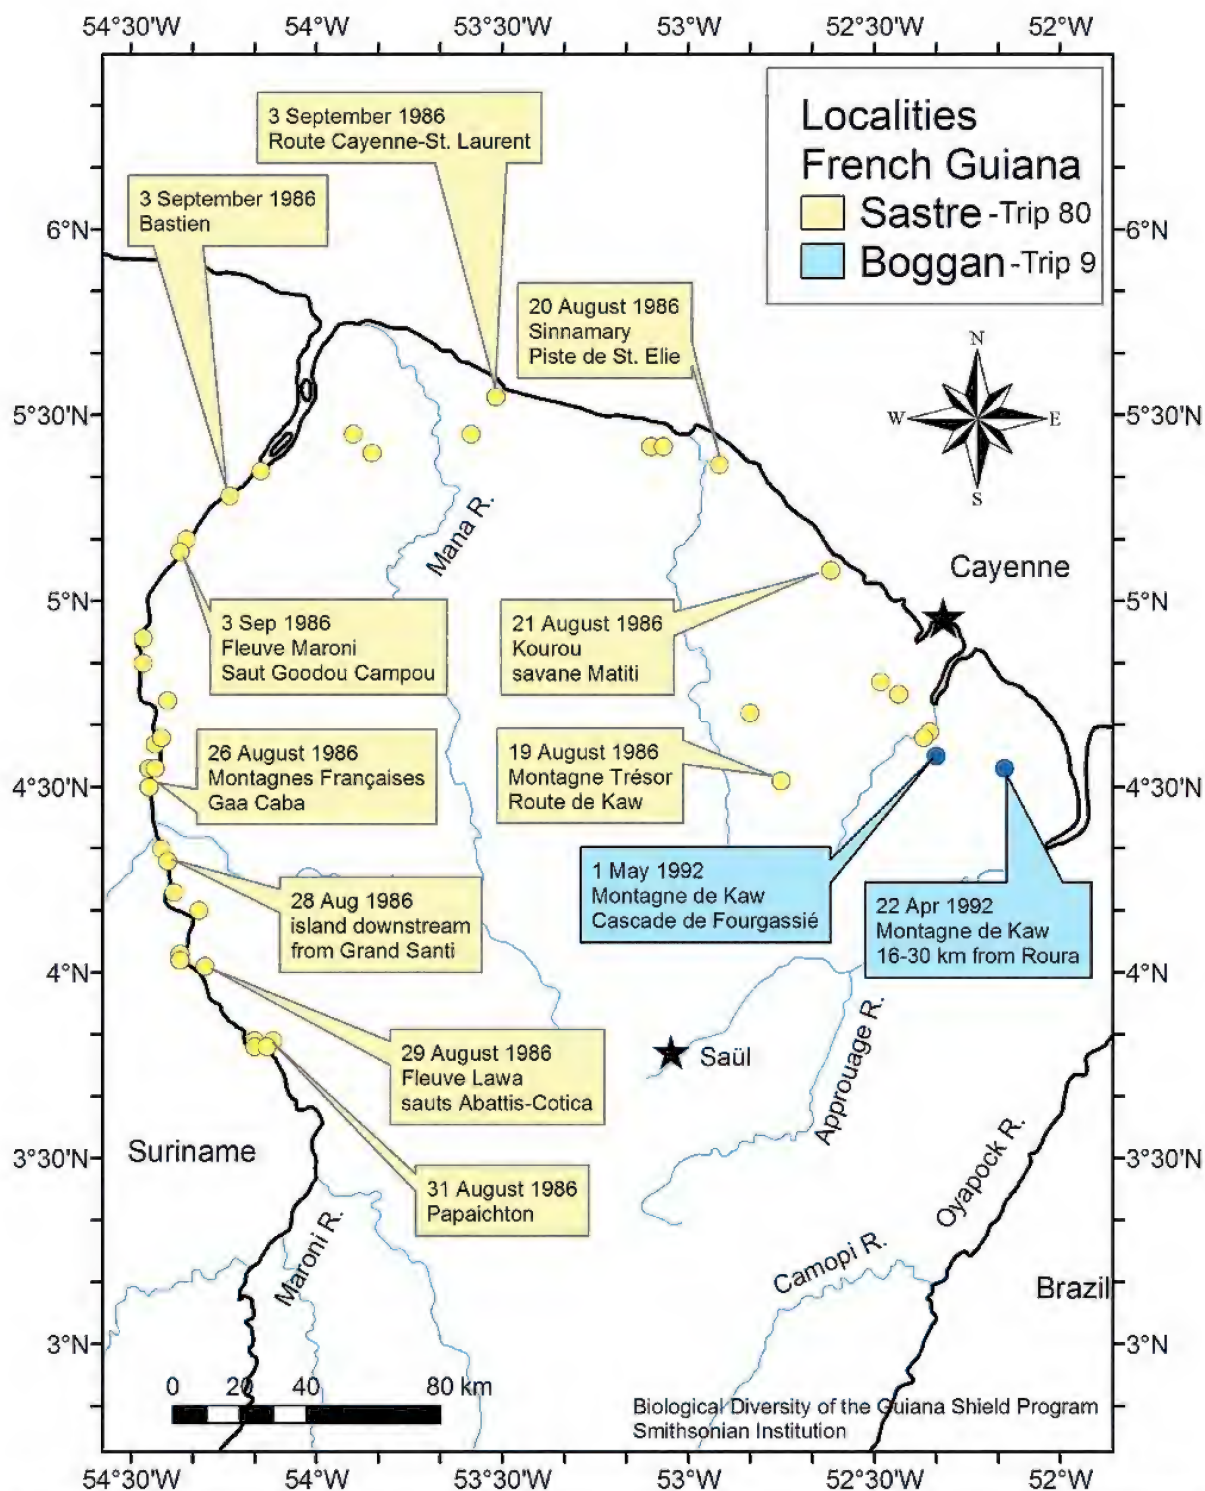 54°30'W 54°W 53°30'W 53°W 52°30'W 52°W
3 September 1986
Route Cayenne-St. Laurent
Localities
French Guiana
Sastre -Trip 80
Boggan -Trip 9
3 September 1986
Bastien
6°N 6°N
20 August 1986
Sinnamary
Piste de St. Elie
N
W E
S
5°30'N 5°30'N
Mana R.
Cayenne
5°N 5°N
3 Sep 1986
Fleuve Maroni
Saut Goodou Campou
21 August 1986
Kourou
savane Matiti
26 August 1986
Montagnes Françaises
Gaa Caba
19 August 1986
Montagne Trésor
Route de Kaw
4°30'N 4°30'N
1 May 1992
Montagne de Kaw
Cascade de Fourgassié
22 Apr 1992
Montagne de Kaw
16-30 km from Roura
28 Aug 1986
island downstream
from Grand Santi
4°N 4°N
29 August 1986
Fleuve Lawa
sauts Abattis-Cotica
Saül
Approuage R.
Suriname
3°30'N 3°30'N
31 August 1986
Papaichton
Oyapock R.
Maroni R.
Camopi R.
Brazil
3°N 3°N
0 20 40 80 km
Biological Diversity of the Guiana Shield Program
Smithsonian Institution
54°30'W 54°W 53°30'W 53°W 52°30'W 52°W